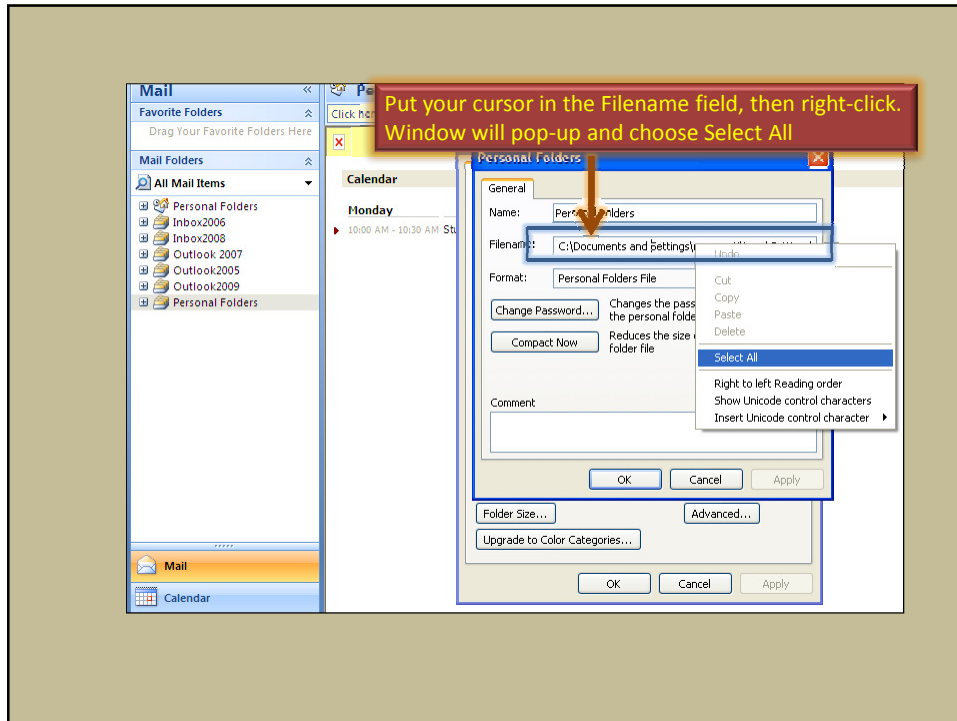 Put your cursor in the Filename field, then right-click.
Window will pop-up and choose Select All
Mail «
Favorite Folders
Drag Your Favorite Folders Here
Mail Folders
All Mail Items
Personal Folders
Inbox2006
Inbox2008
Outlook 2007
Outlook2005
Outlook2009
Personal Folders
Mail
Calendar
Click
Calendar
Monday
10:00 AM - 10:30 AM
Personal Folders
General
Name:
Filename: C:\Documents and Settings\
Format: Personal Folders File
Change Password... Changes the pass
the personal folde
Compact Now Reduces the size
folder file
Comment
OK Cancel Apply
Undo
Cut
Copy
Paste
Delete
Select All
Right to left Reading order
Show Unicode control characters
Insert Unicode control character
Folder Size... Advanced...
Upgrade to Color Categories...
OK Cancel Apply